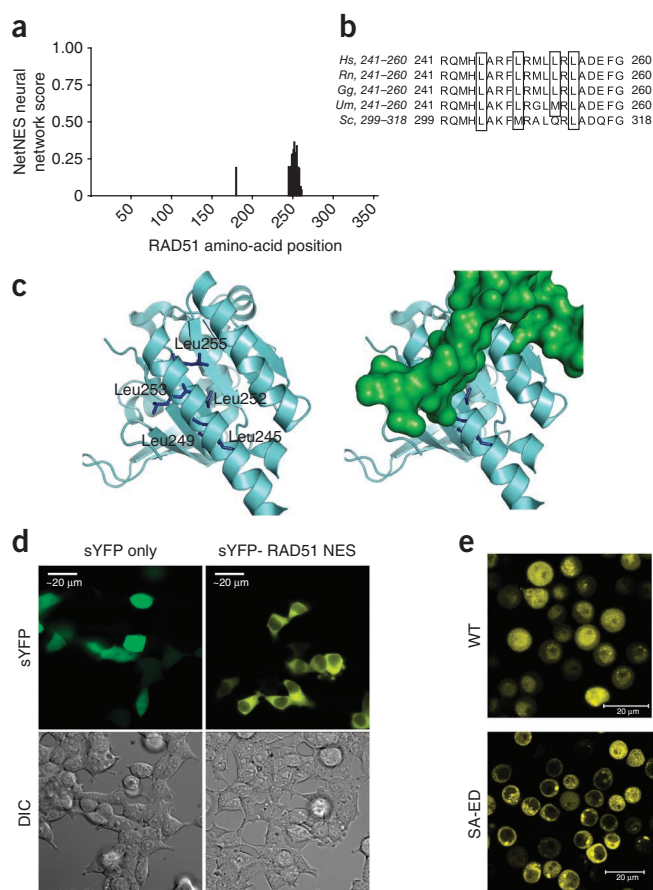 a
1.00
0.75
0.50
0.25
0
NetNES neural
network score
50
100
150
200
250
300
350
RAD51 amino-acid position
b
Hs, 241–260 241 RQMHLARFLRMLLRLADEFG 260
Rn, 241–260 241 RQMHLARFLRMLLRLADEFG 260
Gg, 241–260 241 RQMHLARFLRMLLRLADEFG 260
Um, 241–260 241 RQMHLAKFLRGLMRLADEFG 260
Sc, 299–318 299 RQMHLAKFMRALQRLADQFG 318
c
Leu255
Leu253
Leu252
Leu249
Leu245
d
sYFP only
sYFP- RAD51 NES
~20 µm
~20 µm
sYFP
DIC
e
WT
20 µm
SA-ED
20 µm